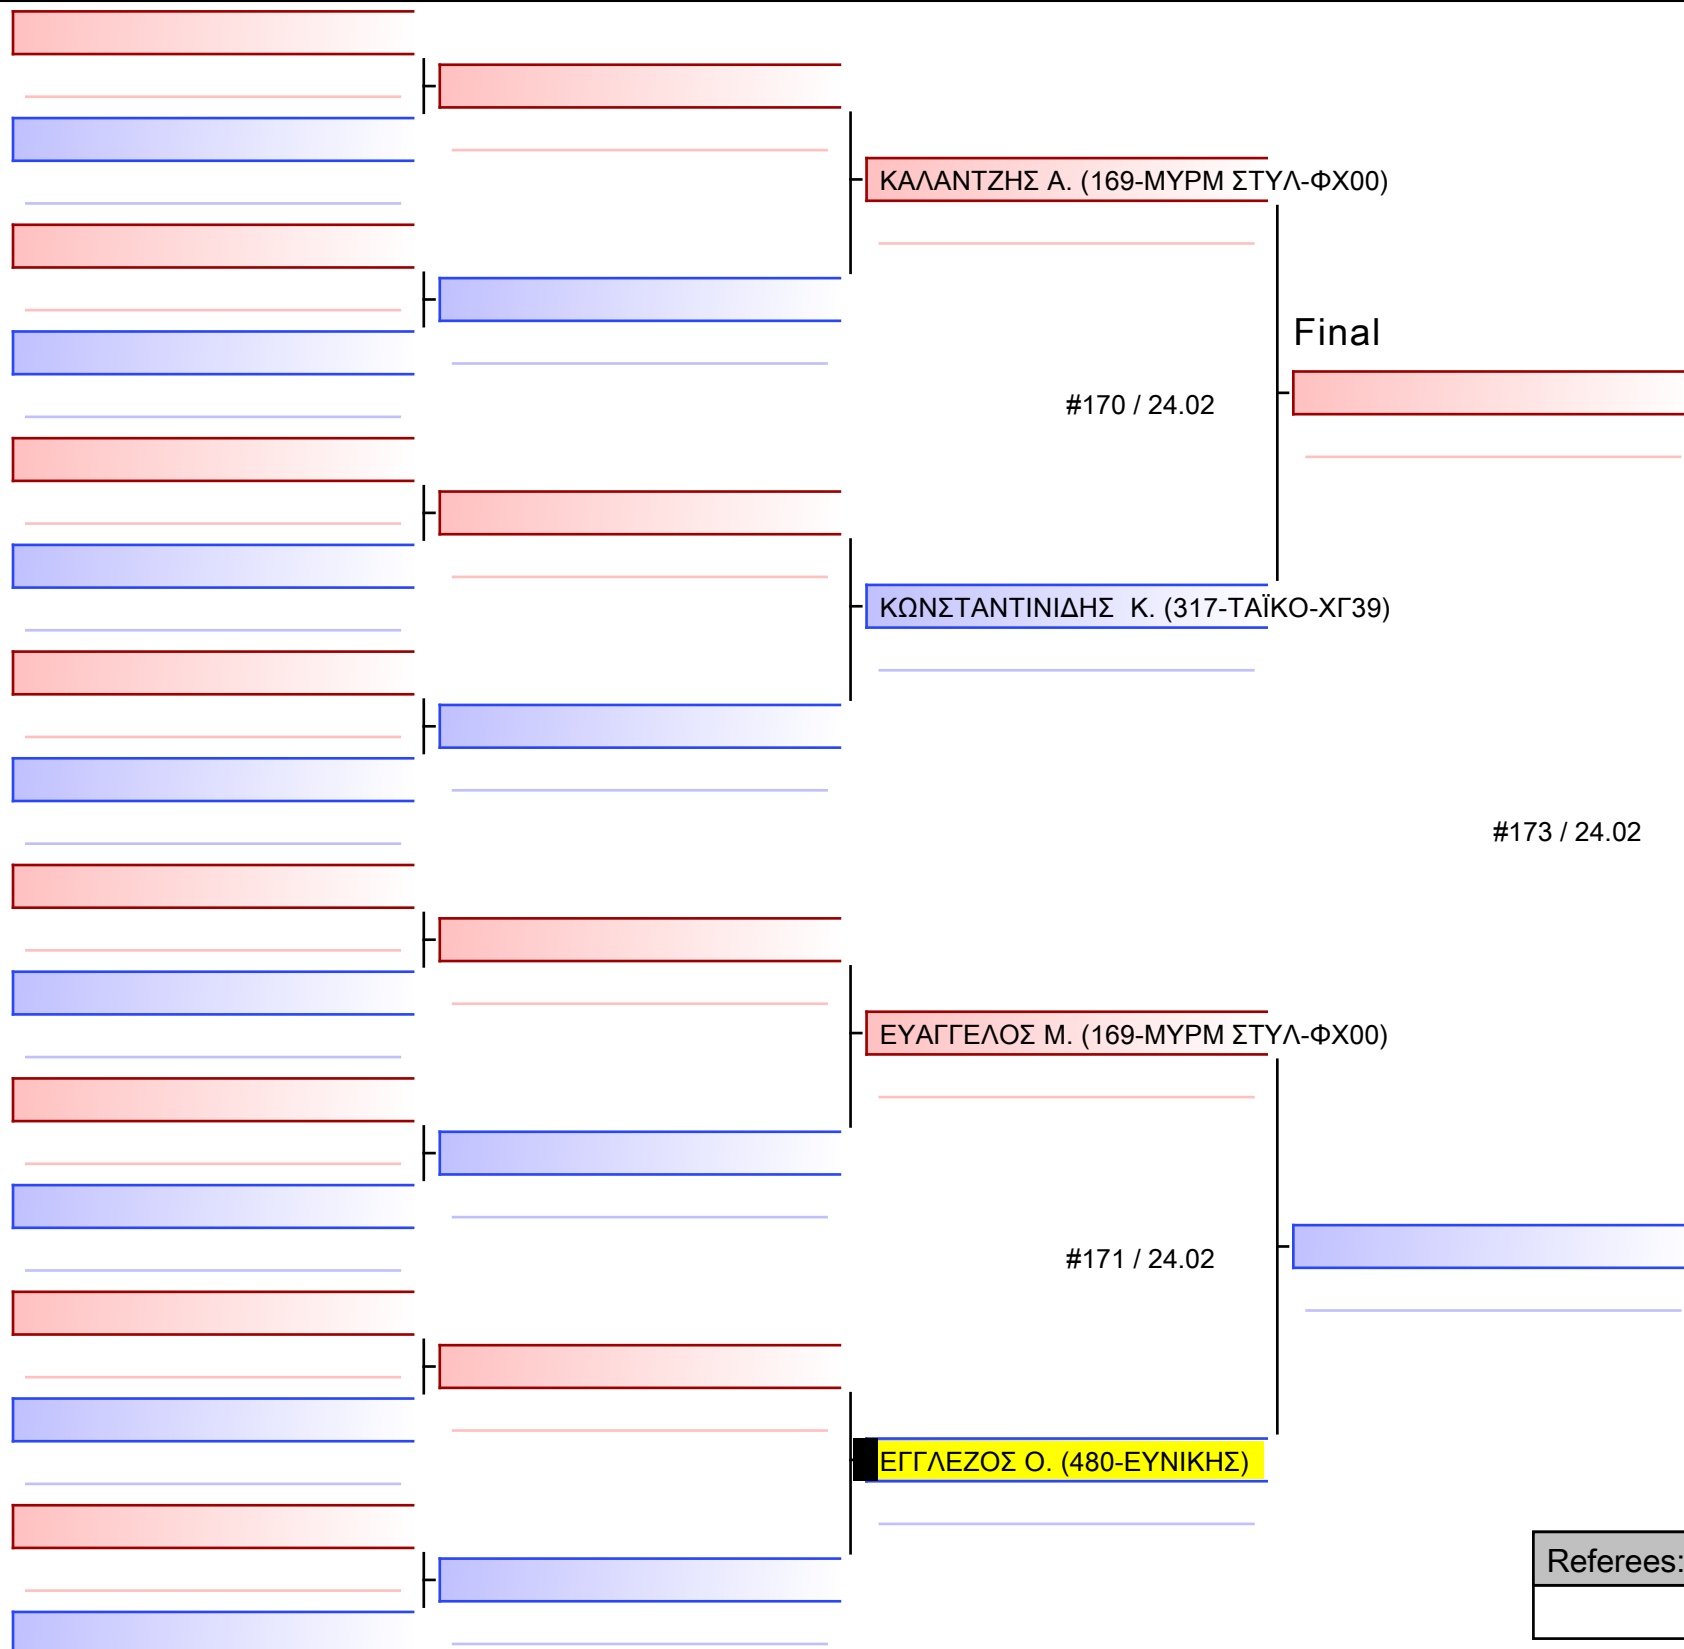 ΚΑΛΑΝΤΖΗΣ Α. (169-ΜΥΡΜ ΣΤΥΛ-ΦΧ00)
Final
#170 / 24.02
ΚΩΝΣΤΑΝΤΙΝΙΔΗΣ  Κ. (317-ΤΑΪΚΟ-ΧΓ39)
#173 / 24.02
ΕΥΑΓΓΕΛΟΣ Μ. (169-ΜΥΡΜ ΣΤΥΛ-ΦΧ00)
#171 / 24.02
ΕΓΓΛΕΖΟΣ Ο. (480-ΕΥΝΙΚΗΣ)
Referees: